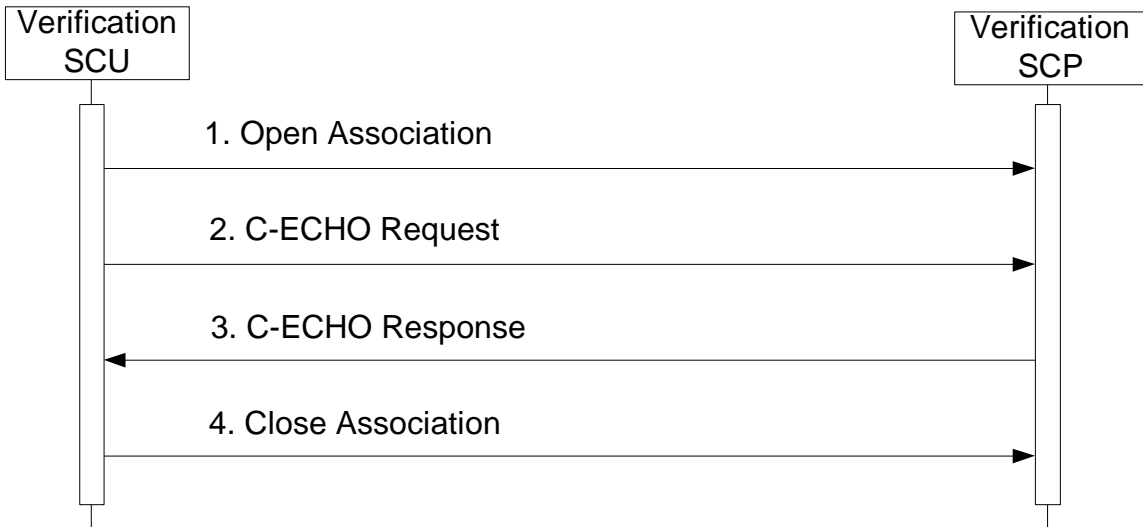 Verification
SCU
Verification
SCP
1. Open Association
2. C-ECHO Request
3. C-ECHO Response
4. Close Association